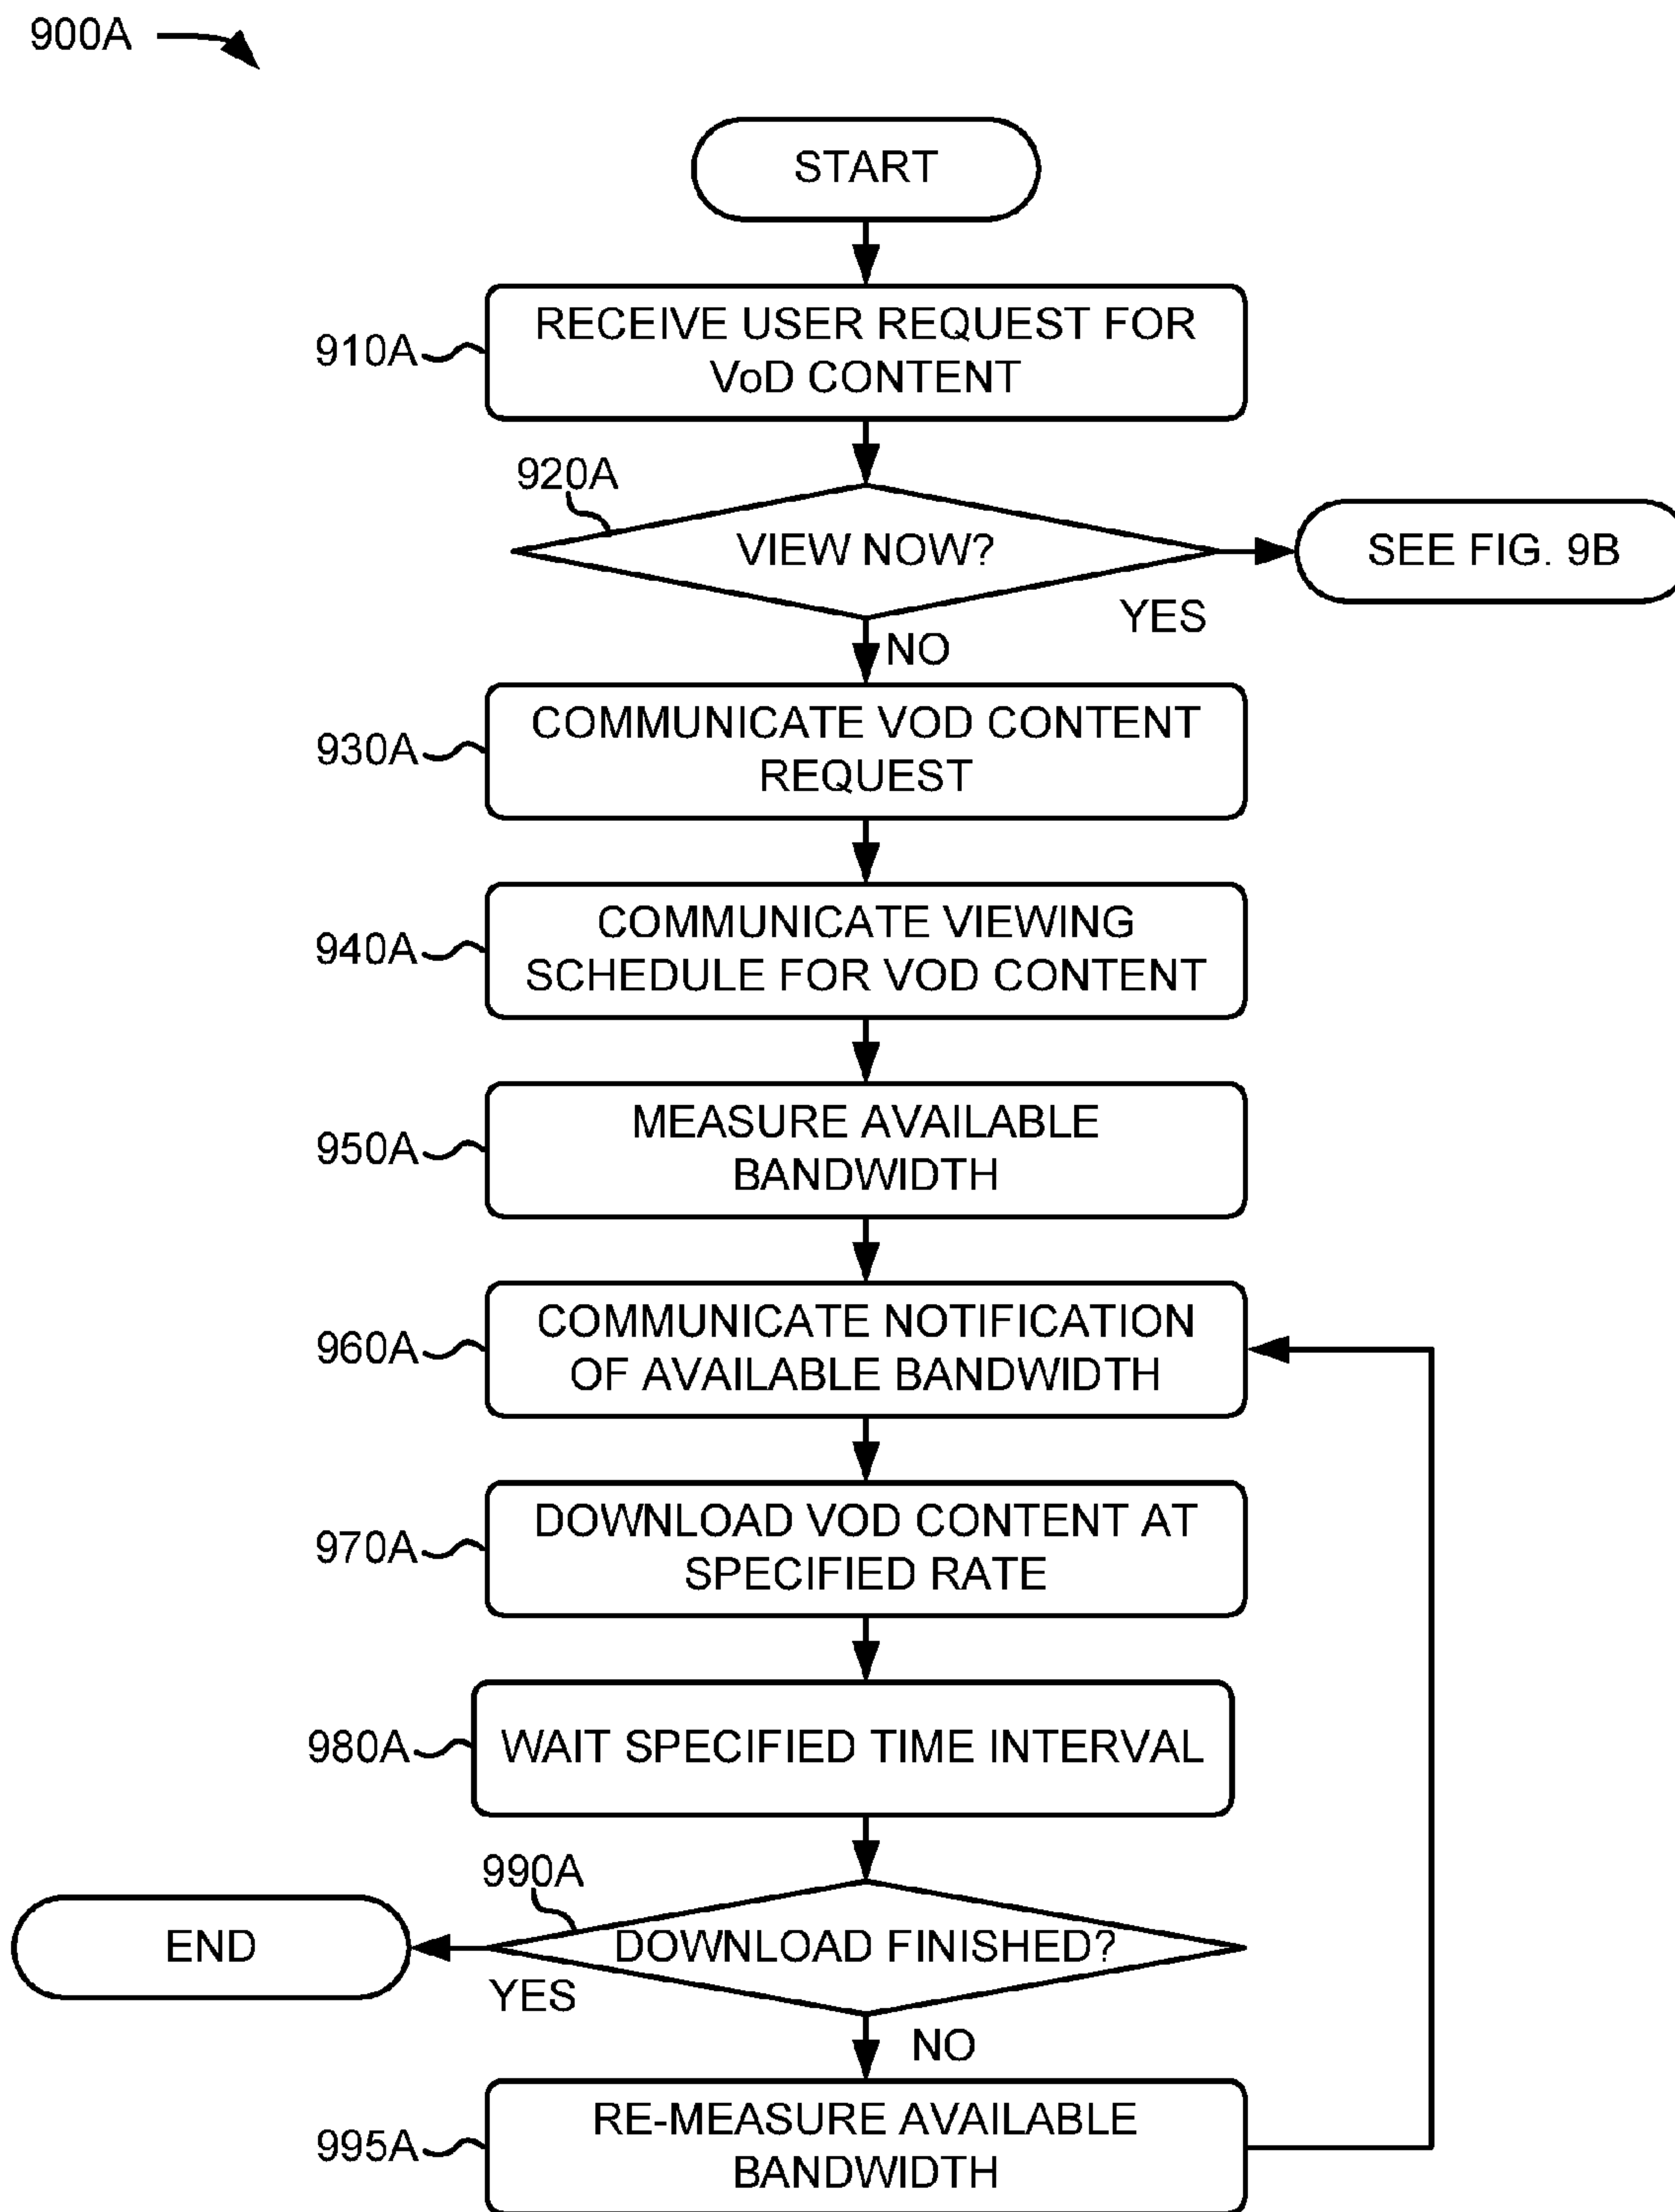 900A
START
910A
RECEIVE USER REQUEST FOR
VoD CONTENT
920A
VIEW NOW?
SEE FIG. 9B
YES
NO
930A
COMMUNICATE VOD CONTENT
REQUEST
940A
COMMUNICATE VIEWING
SCHEDULE FOR VOD CONTENT
950A
MEASURE AVAILABLE
BANDWIDTH
960A
COMMUNICATE NOTIFICATION
OF AVAILABLE BANDWIDTH
970A
DOWNLOAD VOD CONTENT AT
SPECIFIED RATE
980A
WAIT SPECIFIED TIME INTERVAL
990A
END
DOWNLOAD FINISHED?
YES
NO
995A
RE-MEASURE AVAILABLE
BANDWIDTH